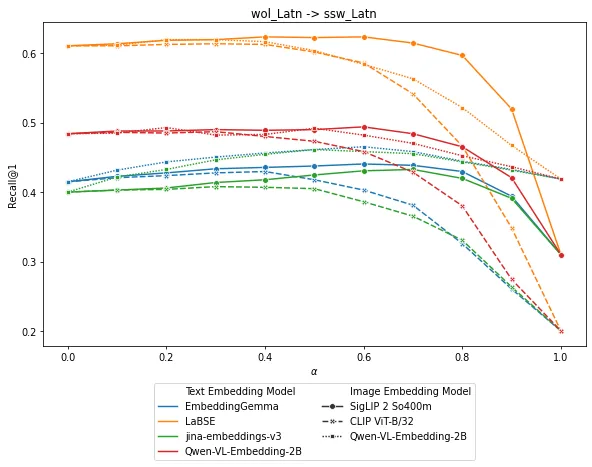 wol_Latn -> ssw_Latn
Recall@1
0.6
0.5
0.4
0.3
0.2
0.0 0.2 0.4 0.6 0.8 1.0
α
Text Embedding Model Image Embedding Model
EmbeddingGemma SigLIP 2 So400m
LaBSE CLIP ViT-B/32
jina-embeddings-v3 Qwen-VL-Embedding-2B
Qwen-VL-Embedding-2B